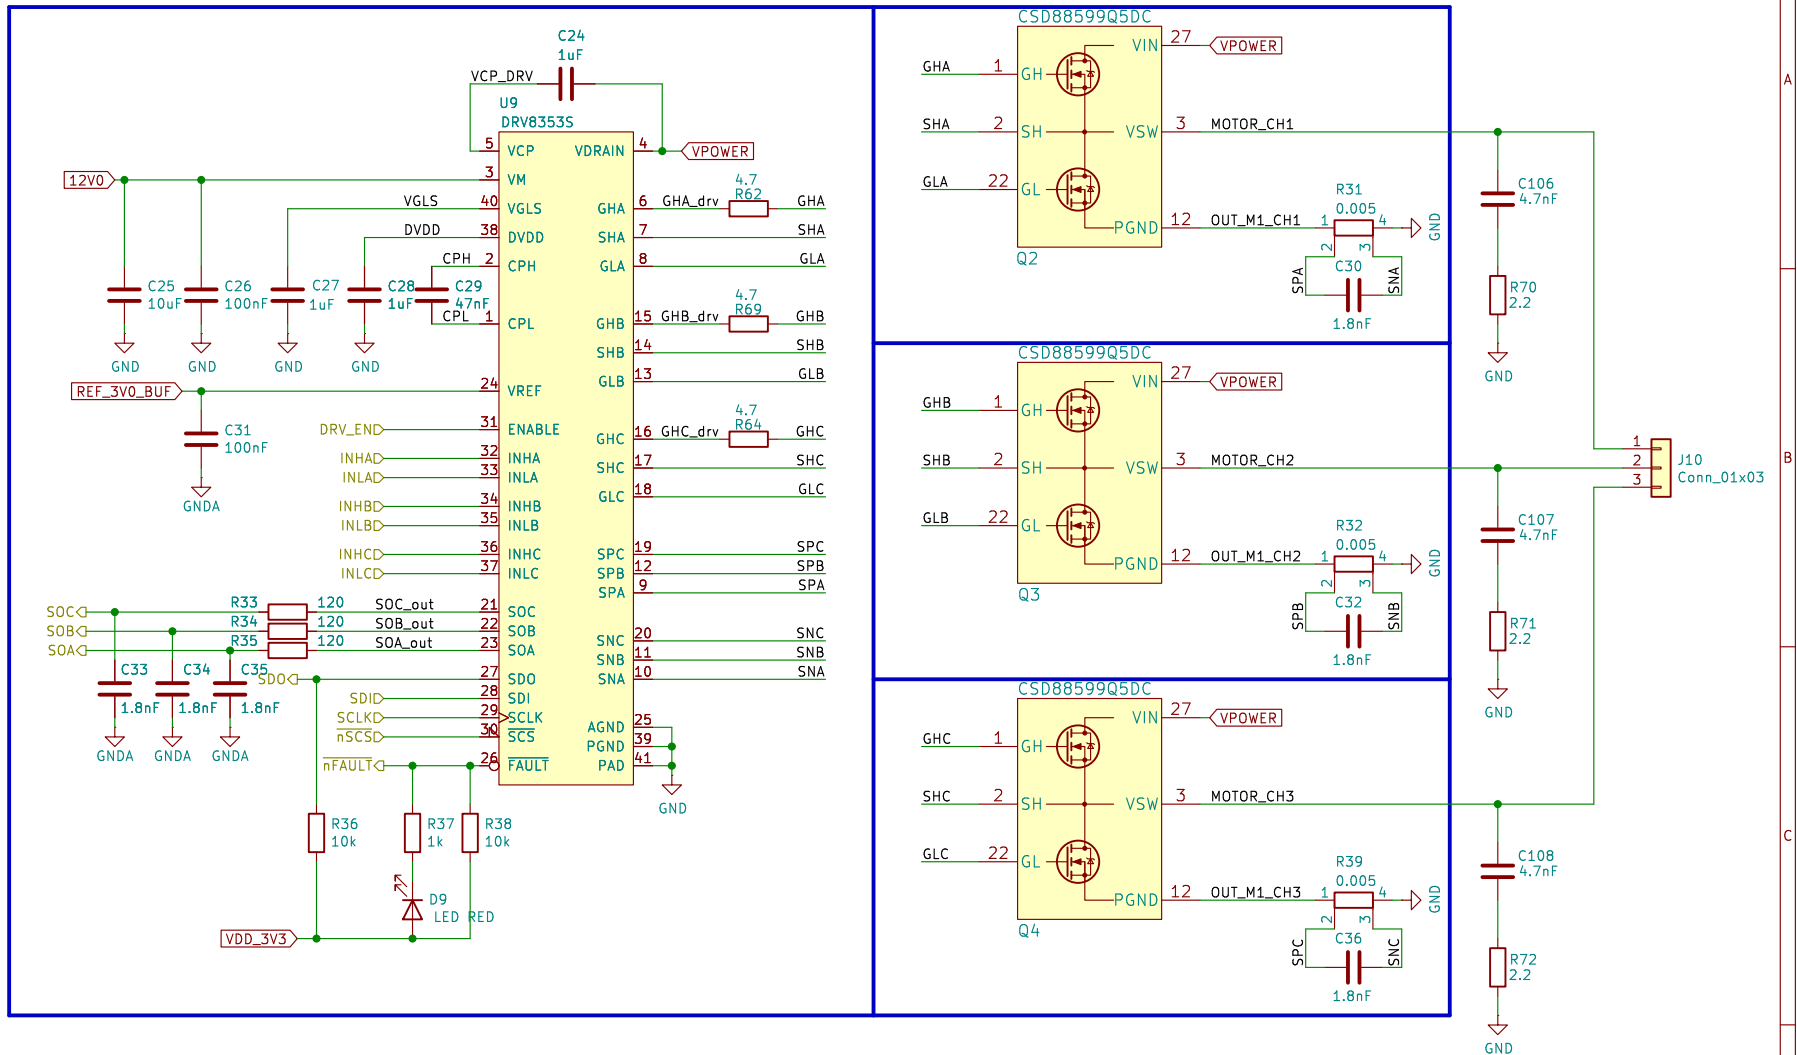 C24
1uF
VCP_DRV
U9
DRV8353S
5 VCP
VDRAIN 4
VPOWER
12V0
3 VM
VGLS 40 VGLS
DVDD 38 DVDD
CPH 2 CPH
CPL 1 CPL
C25
10uF
C26
100nF
C27
1uF
C28
1uF
C29
47nF
GND
GND
GND
GND
REF_3V0_BUF
24 VREF
C31
100nF
GNDA
DRV_EN 31 ENABLE
INHA 32 INHA
INLA 33 INLA
INHB 34 INHB
INLB 35 INLB
INHC 36 INHC
INLC 37 INLC
SOC R33 120 SOC_out 21 SOC
SOB R34 120 SOB_out 22 SOB
SOA R35 120 SOA_out 23 SOA
C33
1.8nF
C34
1.8nF
C35
1.8nF
GNDA
GNDA
GNDA
SDO 27 SDO
SDI 28 SDI
SCLK 29 SCLK
nSCS 30 SCS
nFAULT 26 FAULT
R36
10k
R37
1k
R38
10k
D9
LED RED
VDD_3V3
4.7
R62
GHA 6 GHA_drv GHA
SHA 7 SHA
GLA 8 GLA
4.7
R69
GHB 15 GHB_drv GHB
SHB 14 SHB
GLB 13 GLB
4.7
R64
GHC 16 GHC_drv GHC
SHC 17 SHC
GLC 18 GLC
SPC 19 SPC
SPB 12 SPB
SPA 9 SPA
SNC 20 SNC
SNB 11 SNB
SNA 10 SNA
AGND 25
PGND 39
PAD 41
GND
CSD88599Q5DC
VIN 27 VPOWER
GHA 1 GH
SHA 2 SH
VSW 3 MOTOR_CH1
GLA 22 GL
PGND 12 OUT_M1_CH1
Q2
R31
0.005
1 4
2 3
GND
SPA
C30
SNA
1.8nF
C106
4.7nF
R70
2.2
GND
CSD88599Q5DC
VIN 27 VPOWER
GHB 1 GH
SHB 2 SH
VSW 3 MOTOR_CH2
GLB 22 GL
PGND 12 OUT_M1_CH2
Q3
R32
0.005
1 4
2 3
GND
SPB
C32
SNB
1.8nF
C107
4.7nF
R71
2.2
GND
1
2
3
J10
Conn_01x03
CSD88599Q5DC
VIN 27 VPOWER
GHC 1 GH
SHC 2 SH
VSW 3 MOTOR_CH3
GLC 22 GL
PGND 12 OUT_M1_CH3
Q4
R39
0.005
1 4
2 3
GND
SPC
C36
SNC
1.8nF
C108
4.7nF
R72
2.2
GND
A
B
C